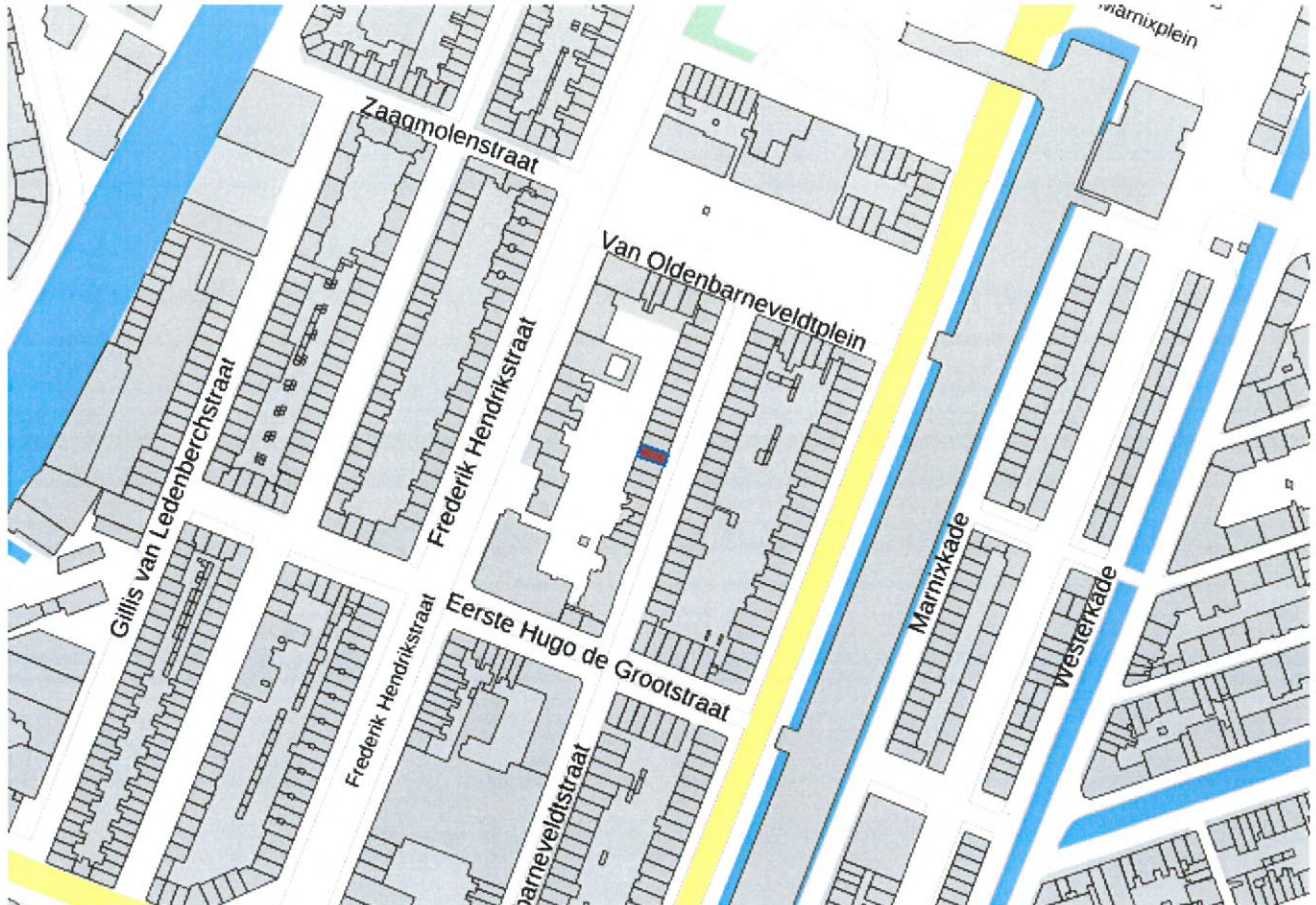 Marnixplein
Zaagmolenstraat
Van Oldenbarneveldtplein
Frederik Hendrikstraat
Gillis van Ledenberchstraat
Marnixkade
Westerkade
Eerste Hugo de Grootstraat
Frederik Hendrikstraat
barneveldtstraat